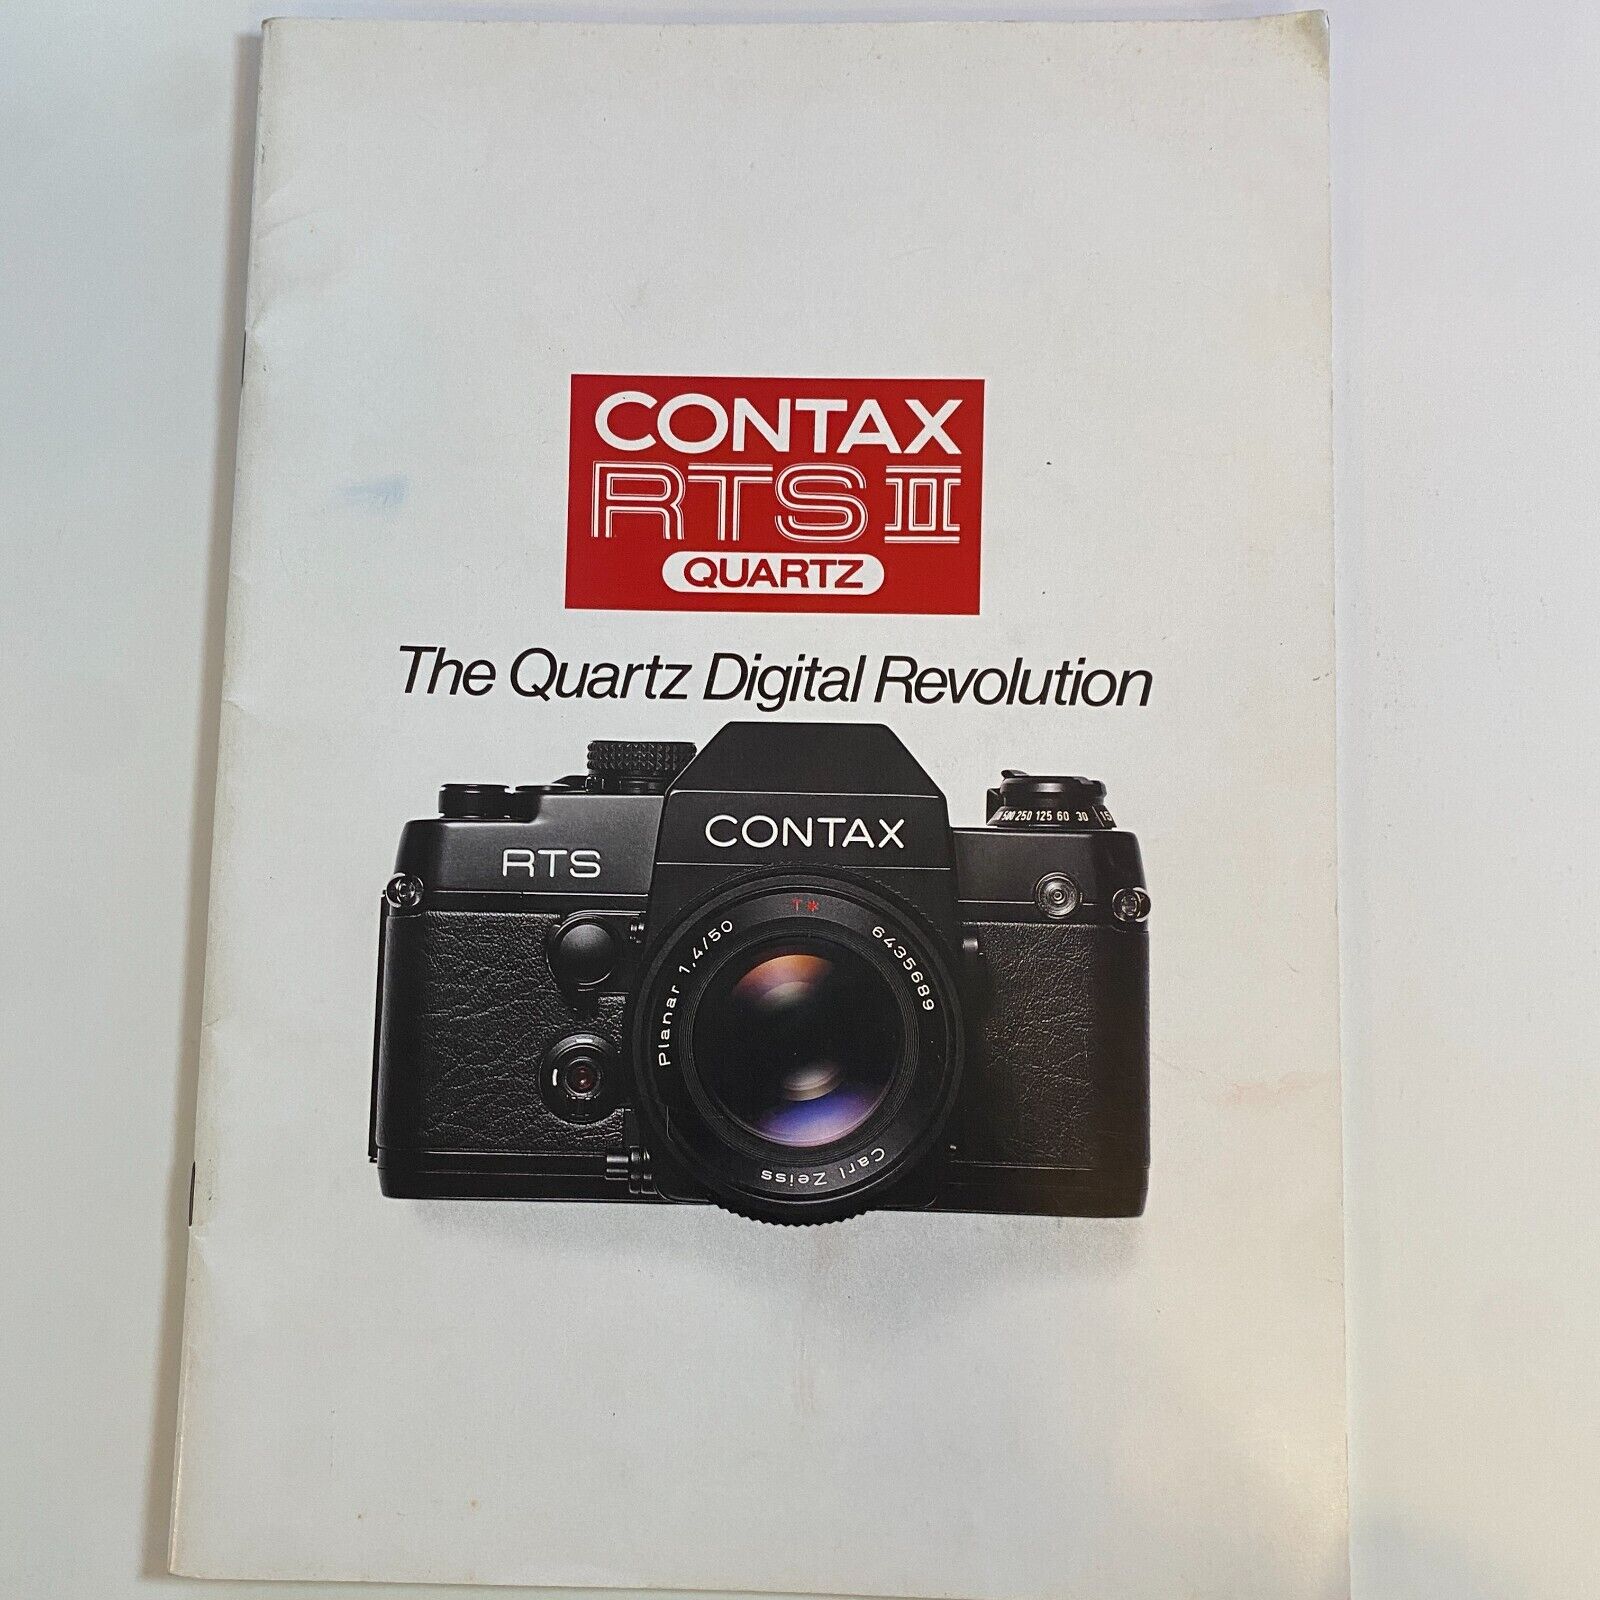 CONTAX
RTS II
QUARTZ
The Quartz Digital Revolution
CONTAX
RTS
500 250 125 60 30 15
T*
Planar 1,4/50
6435689
Carl Zeiss